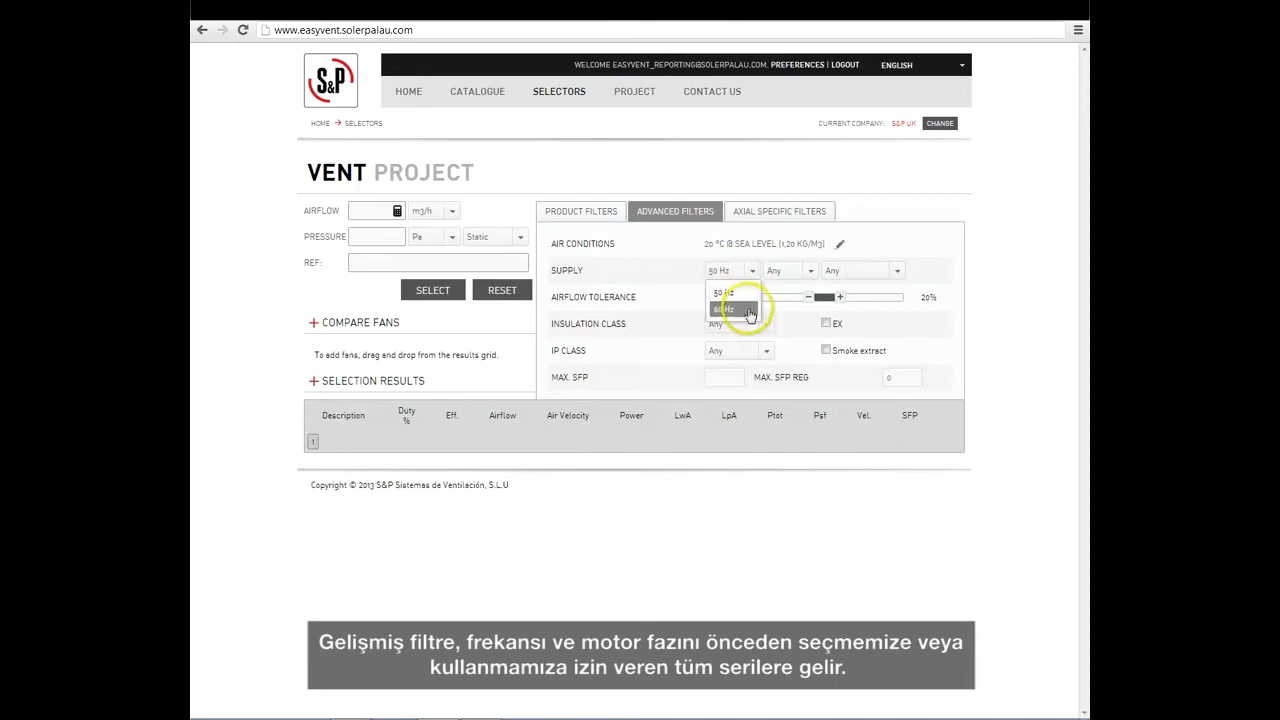 www.easyvent.solerpalau.com
S&P
WELCOME EASYVENT_REPORTING@SOLERPALAU.COM. PREFERENCES | LOGOUT ENGLISH
HOME CATALOGUE SELECTORS PROJECT CONTACT US
HOME → SELECTORS
CURRENT COMPANY: S&P UK CHANGE
VENT PROJECT
AIRFLOW m3/h
PRESSURE Pa Static
REF:
SELECT RESET
+ COMPARE FANS
To add fans, drag and drop from the results grid.
+ SELECTION RESULTS
PRODUCT FILTERS ADVANCED FILTERS AXIAL SPECIFIC FILTERS
AIR CONDITIONS 20 ºC @ SEA LEVEL (1,20 KG/M3)
SUPPLY 50 Hz Any Any
50 Hz
60 Hz
AIRFLOW TOLERANCE 20%
INSULATION CLASS Any EX
IP CLASS Any Smoke extract
MAX. SFP MAX. SFP REG 0
Description Duty % Eff. Airflow Air Velocity Power LwA LpA Ptot Psf Vel. SFP
1
Copyright © 2013 S&P Sistemas de Ventilación, S.L.U
Gelişmiş filtre, frekansı ve motor fazını önceden seçmemize veya
kullanmamıza izin veren tüm serilere gelir.